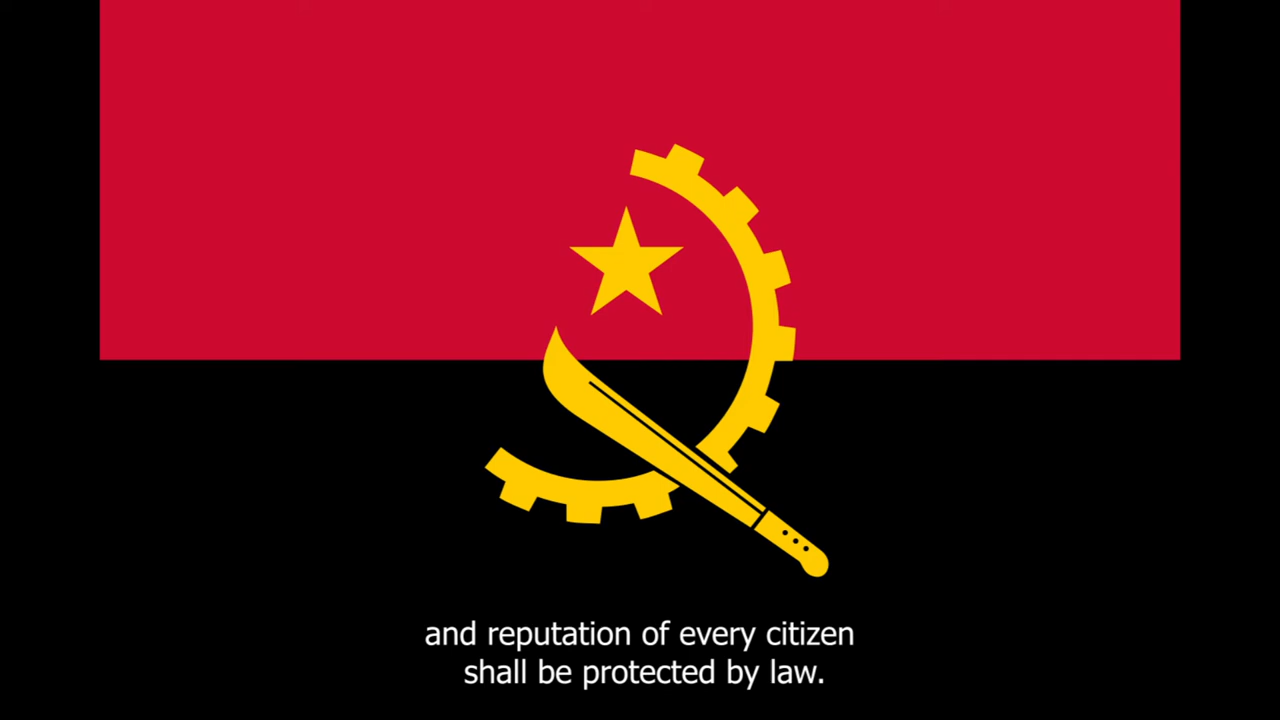 and reputation of every citizen
shall be protected by law.